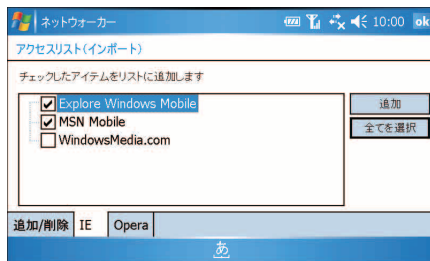 ネットウォーカー 10:00 ok
アクセスリスト(インポート)
チェックしたアイテムをリストに追加します
Explore Windows Mobile
MSN Mobile
WindowsMedia.com
追加
全てを選択
追加/削除 IE Opera
あ